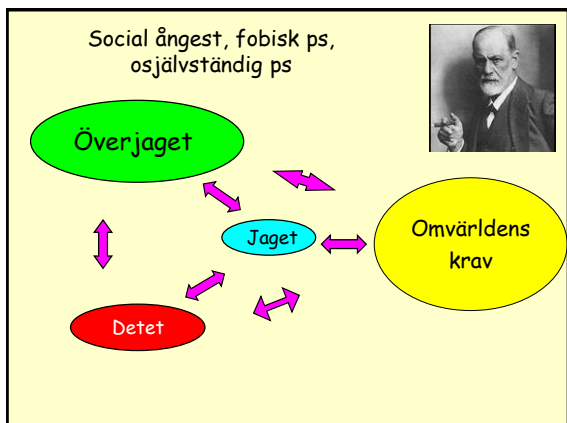 Social ångest, fobisk ps,
osjälvständig ps
Överjaget
Jaget
Omvärldens
krav
Detet